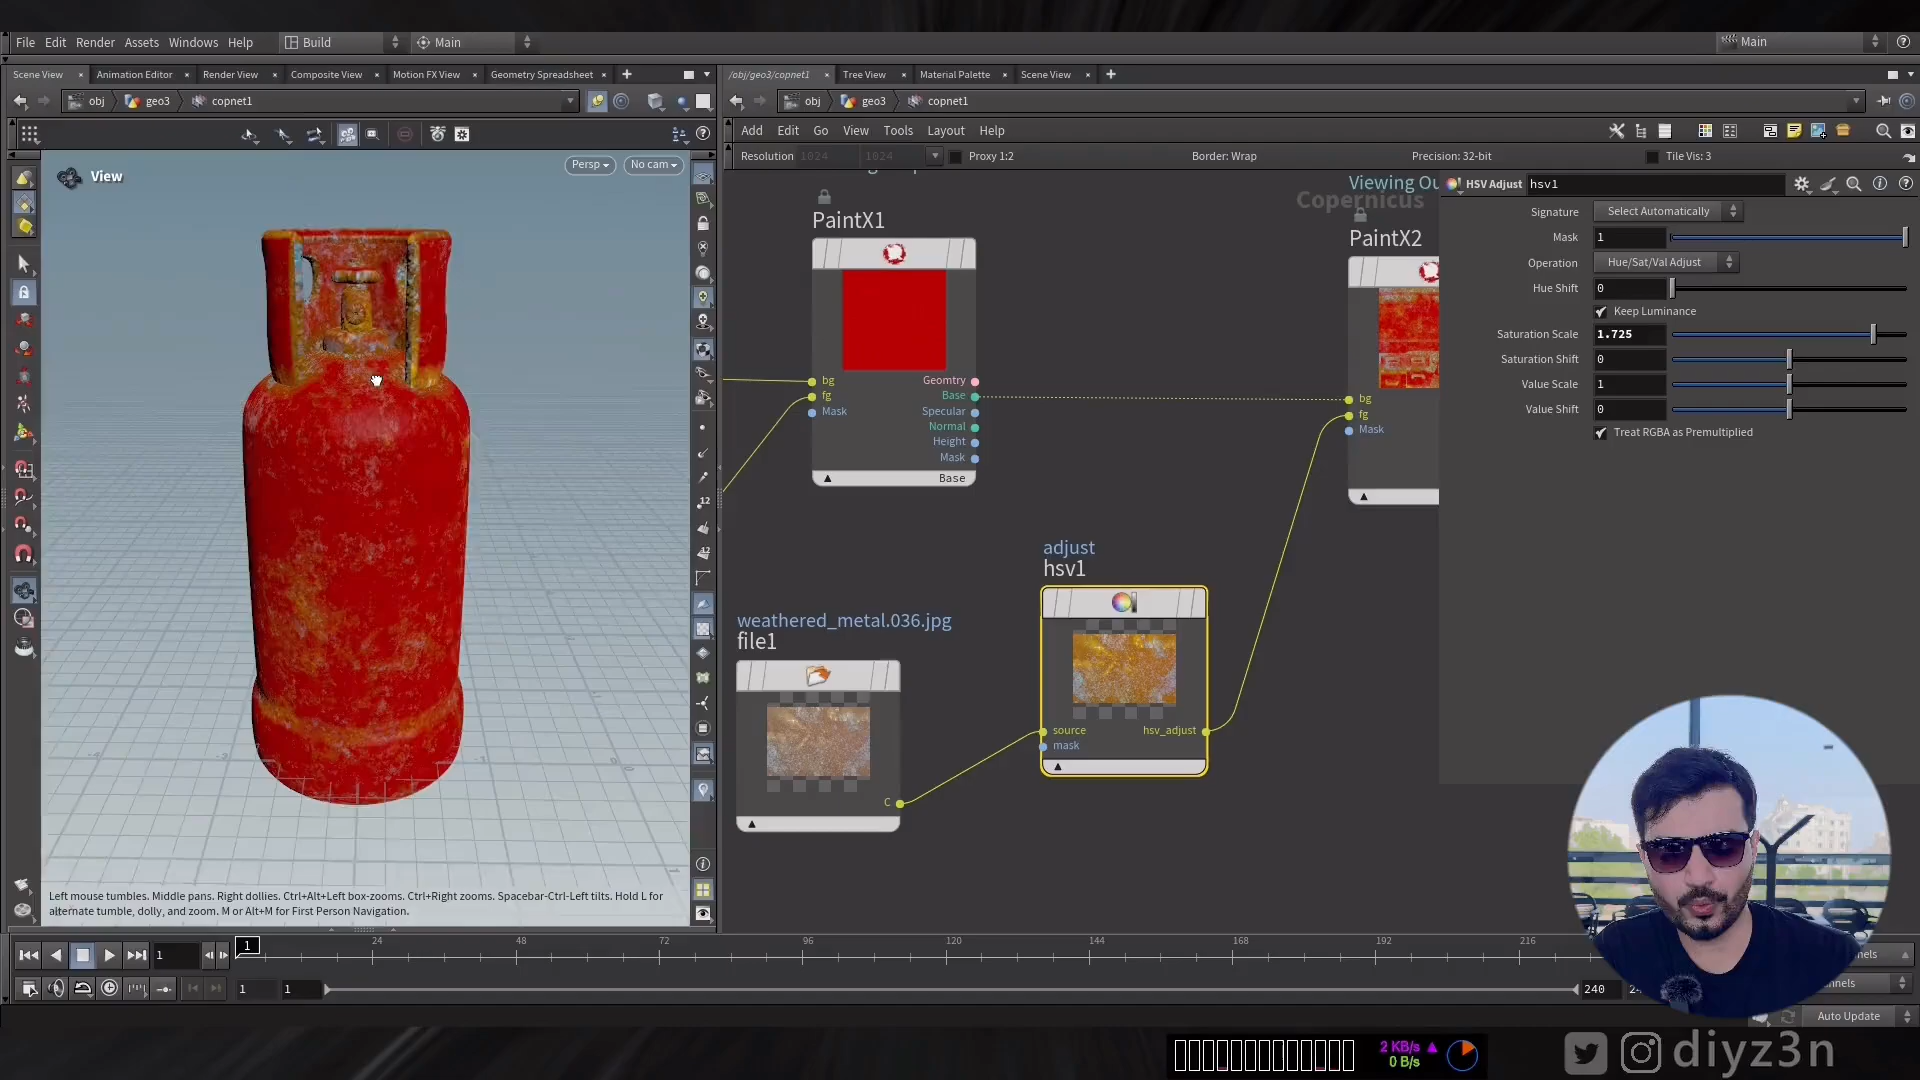 File Edit Render Assets Windows Help Build Main Main
Scene View × Animation Editor × Render View × Composite View × Motion FX View × Geometry Spreadsheet × +
/obj/geo3/copnet1 × Tree View × Material Palette × Scene View × +
obj geo3 copnet1
obj geo3 copnet1
Add Edit Go View Tools Layout Help
Resolution 1024 1024 Proxy 1:2 Border: Wrap Precision: 32-bit Tile Vis: 3
View
Persp
No cam
Viewing Ou
Copernicus
PaintX1
bg
fg
Mask
Geomtry
Base
Specular
Normal
Height
Mask
Base
PaintX2
bg
fg
Mask
adjust
hsv1
source
mask
hsv_adjust
weathered_metal.036.jpg
file1
C
HSV Adjust hsv1
Signature Select Automatically
Mask 1
Operation Hue/Sat/Val Adjust
Hue Shift 0
Keep Luminance
Saturation Scale 1.725
Saturation Shift 0
Value Scale 1
Value Shift 0
Treat RGBA as Premultiplied
12
12
Left mouse tumbles. Middle pans. Right dollies. Ctrl+Alt+Left box-zooms. Ctrl+Right zooms. Spacebar-Ctrl-Left tilts. Hold L for
alternate tumble, dolly, and zoom. M or Alt+M for First Person Navigation.
1 1 24 48 72 96 120 144 168 192 216
1 1 240
Auto Update
2 KB/s
0 B/s
diyz3n